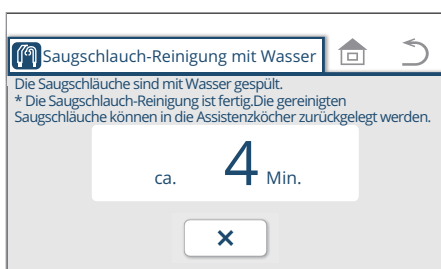 Saugschlauch-Reinigung mit Wasser
Die Saugschläuche sind mit Wasser gespült.
* Die Saugschlauch-Reinigung ist fertig.Die gereinigten
Saugschläuche können in die Assistenzköcher zurückgelegt werden.
ca. 4 Min.